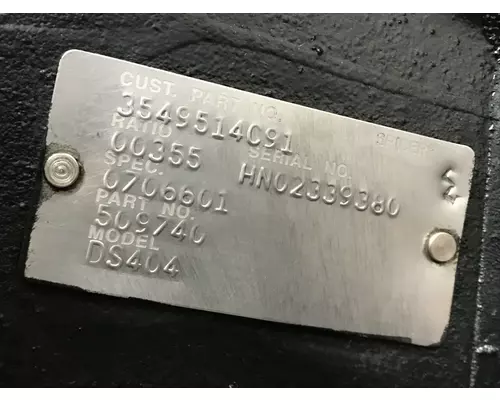 CUST. PART NO.
3549514C91
RATIO SERIAL NO.
00355 HN02339380
SPEC.
0706601
PART NO.
509740
MODEL
DS404